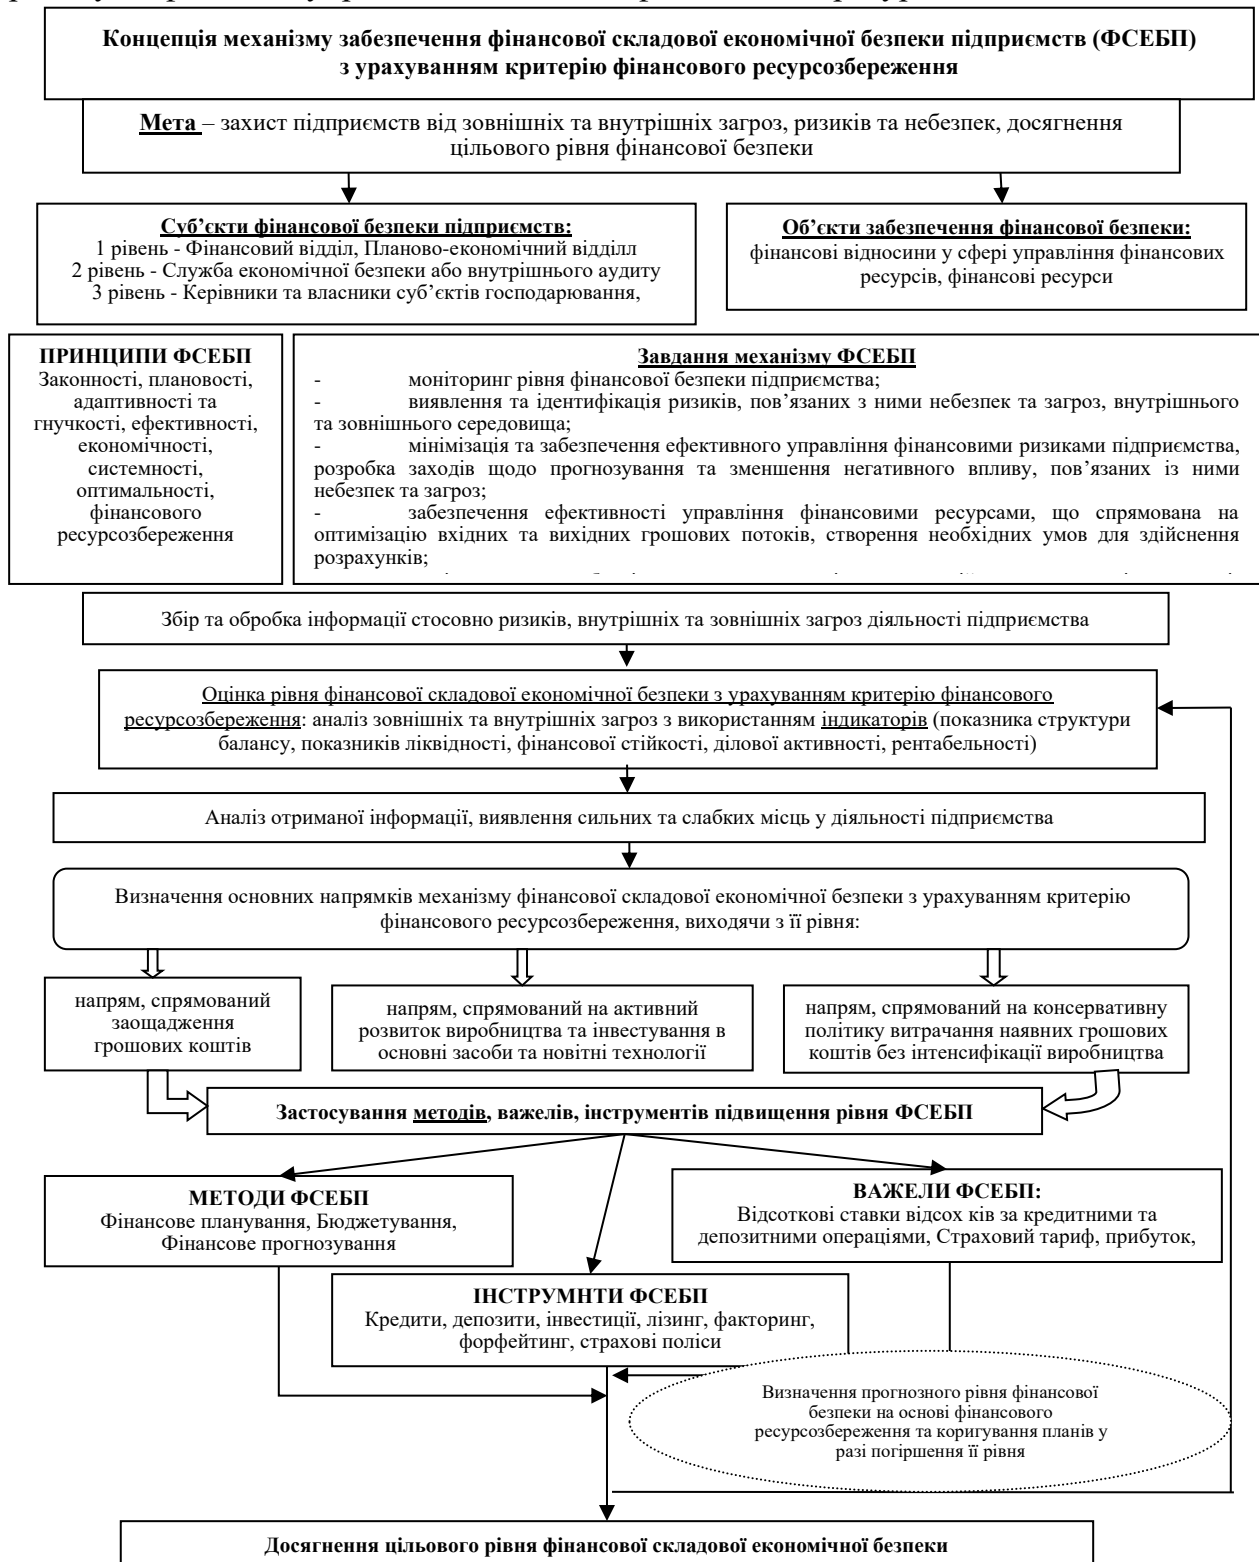 Концепція механізму забезпечення фінансової складової економічної безпеки підприємств (ФСЕБП)
з урахуванням критерію фінансового ресурсозбереження
Мета – захист підприємств від зовнішніх та внутрішніх загроз, ризиків та небезпек, досягнення
цільового рівня фінансової безпеки
Суб’єкти фінансової безпеки підприємств:
1 рівень - Фінансовий відділ, Планово-економічний відділл
2 рівень - Служба економічної безпеки або внутрішнього аудиту
3 рівень - Керівники та власники суб’єктів господарювання,
Об’єкти забезпечення фінансової безпеки:
фінансові відносини у сфері управління фінансових
ресурсів, фінансові ресурси
ПРИНЦИПИ ФСЕБП
Законності, плановості,
адаптивності та
гнучкості, ефективності,
економічності,
системності,
оптимальності,
фінансового
ресурсозбереження
Завдання механізму ФСЕБП
- моніторинг рівня фінансової безпеки підприємства;
- виявлення та ідентифікація ризиків, пов’язаних з ними небезпек та загроз, внутрішнього
та зовнішнього середовища;
- мінімізація та забезпечення ефективного управління фінансовими ризиками підприємства,
розробка заходів щодо прогнозування та зменшення негативного впливу, пов’язаних із ними
небезпек та загроз;
- забезпечення ефективності управління фінансовими ресурсами, що спрямована на
оптимізацію вхідних та вихідних грошових потоків, створення необхідних умов для здійснення
розрахунків;
Збір та обробка інформації стосовно ризиків, внутрішніх та зовнішніх загроз діяльності підприємства
Оцінка рівня фінансової складової економічної безпеки з урахуванням критерію фінансового
ресурсозбереження: аналіз зовнішніх та внутрішніх загроз з використанням індикаторів (показника структури
балансу, показників ліквідності, фінансової стійкості, ділової активності, рентабельності)
Аналіз отриманої інформації, виявлення сильних та слабких місць у діяльності підприємства
Визначення основних напрямків механізму фінансової складової економічної безпеки з урахуванням критерію
фінансового ресурсозбереження, виходячи з її рівня:
напрям, спрямований
заощадження
грошових коштів
напрям, спрямований на активний
розвиток виробництва та інвестування в
основні засоби та новітні технології
напрям, спрямований на консервативну
політику витрачання наявних грошових
коштів без інтенсифікації виробництва
Застосування методів, важелів, інструментів підвищення рівня ФСЕБП
МЕТОДИ ФСЕБП
Фінансове планування, Бюджетування,
Фінансове прогнозування
ВАЖЕЛИ ФСЕБП:
Відсоткові ставки відсох ків за кредитними та
депозитними операціями, Страховий тариф, прибуток,
ІНСТРУМНТИ ФСЕБП
Кредити, депозити, інвестиції, лізинг, факторинг,
форфейтинг, страхові поліси
Визначення прогнозного рівня фінансової
безпеки на основі фінансового
ресурсозбереження та коригування планів у
разі погіршення її рівня
Досягнення цільового рівня фінансової складової економічної безпеки